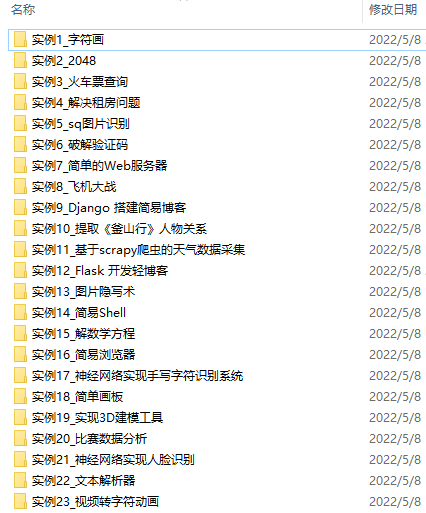 名称 修改日期
实例1_字符画 2022/5/8
实例2_2048 2022/5/8
实例3_火车票查询 2022/5/8
实例4_解决租房问题 2022/5/8
实例5_sq图片识别 2022/5/8
实例6_破解验证码 2022/5/8
实例7_简单的Web服务器 2022/5/8
实例8_飞机大战 2022/5/8
实例9_Django 搭建简易博客 2022/5/8
实例10_提取《釜山行》人物关系 2022/5/8
实例11_基于scrapy爬虫的天气数据采集 2022/5/8
实例12_Flask 开发轻博客 2022/5/8
实例13_图片隐写术 2022/5/8
实例14_简易Shell 2022/5/8
实例15_解数学方程 2022/5/8
实例16_简易浏览器 2022/5/8
实例17_神经网络实现手写字符识别系统 2022/5/8
实例18_简单画板 2022/5/8
实例19_实现3D建模工具 2022/5/8
实例20_比赛数据分析 2022/5/8
实例21_神经网络实现人脸识别 2022/5/8
实例22_文本解析器 2022/5/8
实例23_视频转字符动画 2022/5/8